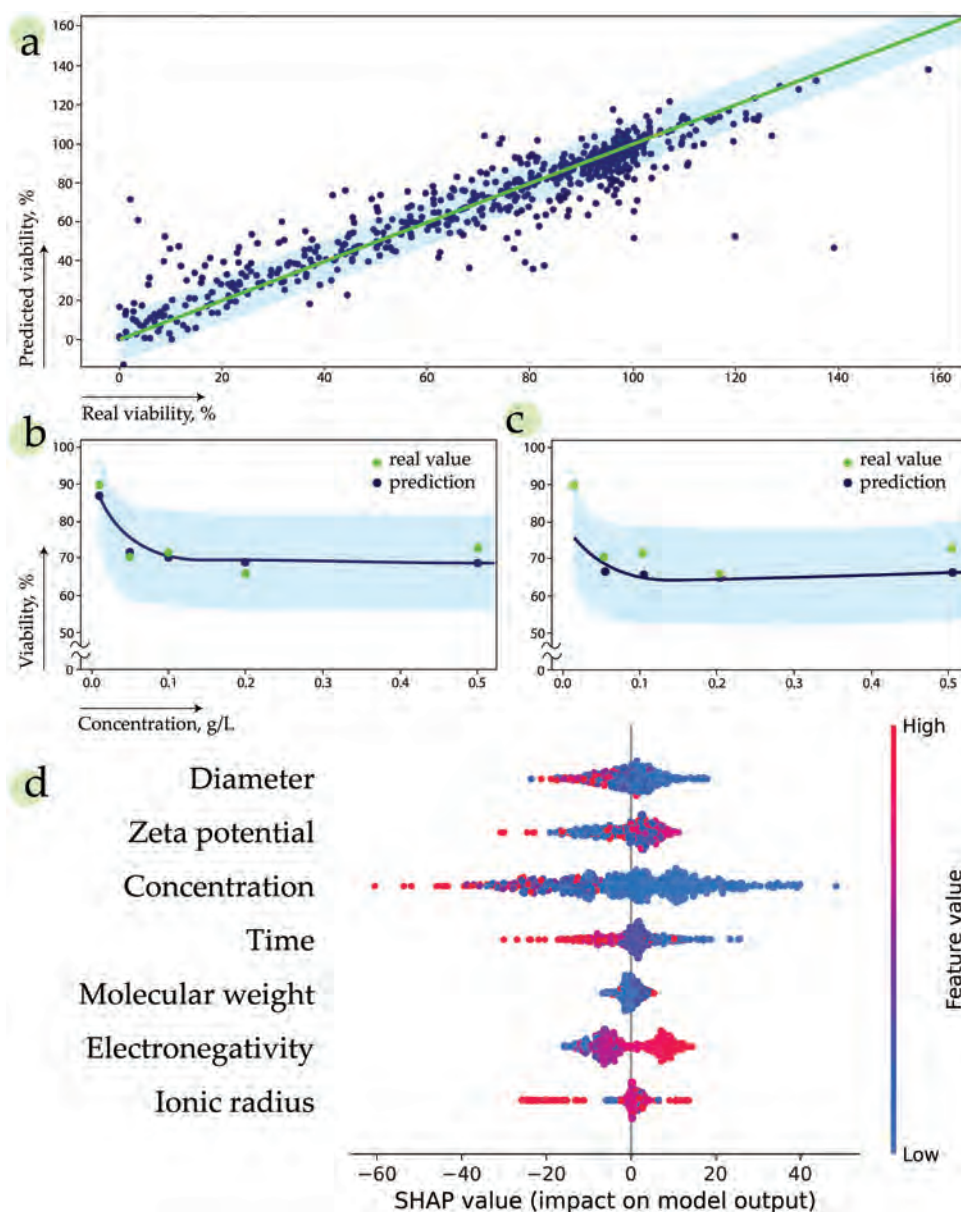 a
160
140
120
100
80
60
40
20
0
Predicted viability, %
0 20 40 60 80 100 120 140 160
Real viability, %
b
100
90
80
70
60
50
0
Viability, %
real value
prediction
0.0 0.1 0.2 0.3 0.4 0.5
Concentration, g/L
c
100
90
80
70
60
50
0
real value
prediction
0.0 0.1 0.2 0.3 0.4 0.5
d
Diameter
Zeta potential
Concentration
Time
Molecular weight
Electronegativity
Ionic radius
−60 −40 −20 0 20 40
SHAP value (impact on model output)
High
Feature value
Low